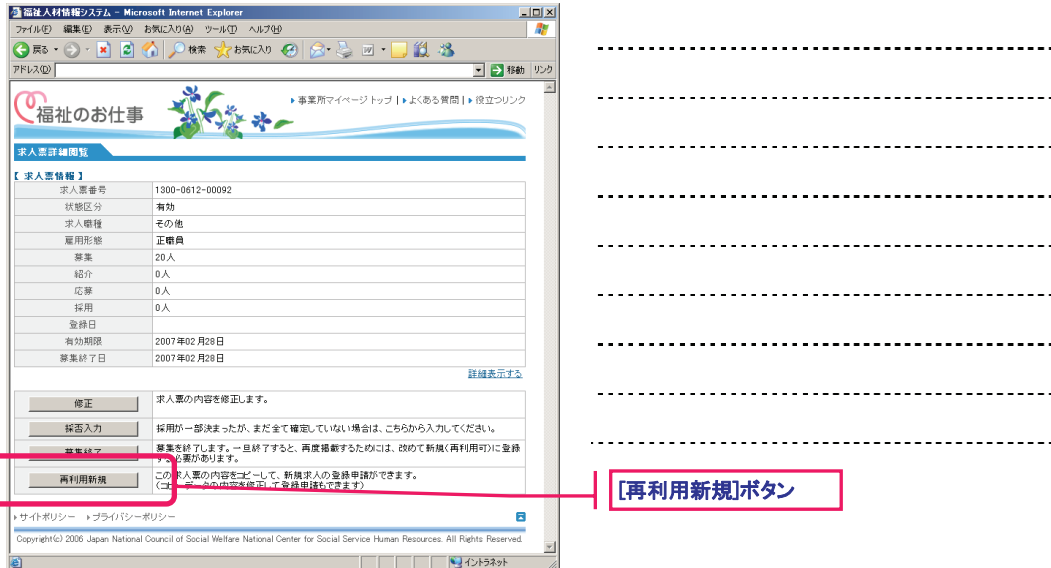 福祉人材情報システム - Microsoft Internet Explorer
ファイル(F) 編集(E) 表示(V) お気に入り(A) ツール(T) ヘルプ(H)
戻る 検索 お気に入り
アドレス(D) 移動 リンク
福祉のお仕事
事業所マイページトップ | よくある質問 | 役立つリンク
求人票詳細閲覧
【 求人票情報 】
求人票番号 1300-0612-00092
状態区分 有効
求人職種 その他
雇用形態 正職員
募集 20人
紹介 0人
応募 0人
採用 0人
登録日
有効期限 2007年02月28日
募集終了日 2007年02月28日
詳細表示する
修正 求人票の内容を修正します。
採否入力 採用が一部決まったが、まだ全て確定していない場合は、こちらから入力してください。
募集終了 募集を終了します。一旦終了すると、再度掲載するためには、改めて新規(再利用可)に登録
する必要があります。
再利用新規 この求人票の内容をコピーして、新規求人の登録申請ができます。
(コピーデータの内容を修正して登録申請もできます)
[再利用新規]ボタン
サイトポリシー プライバシーポリシー
Copyright(c) 2006 Japan National Council of Social Welfare National Center for Social Service Human Resources. All Rights Reserved.
イントラネット